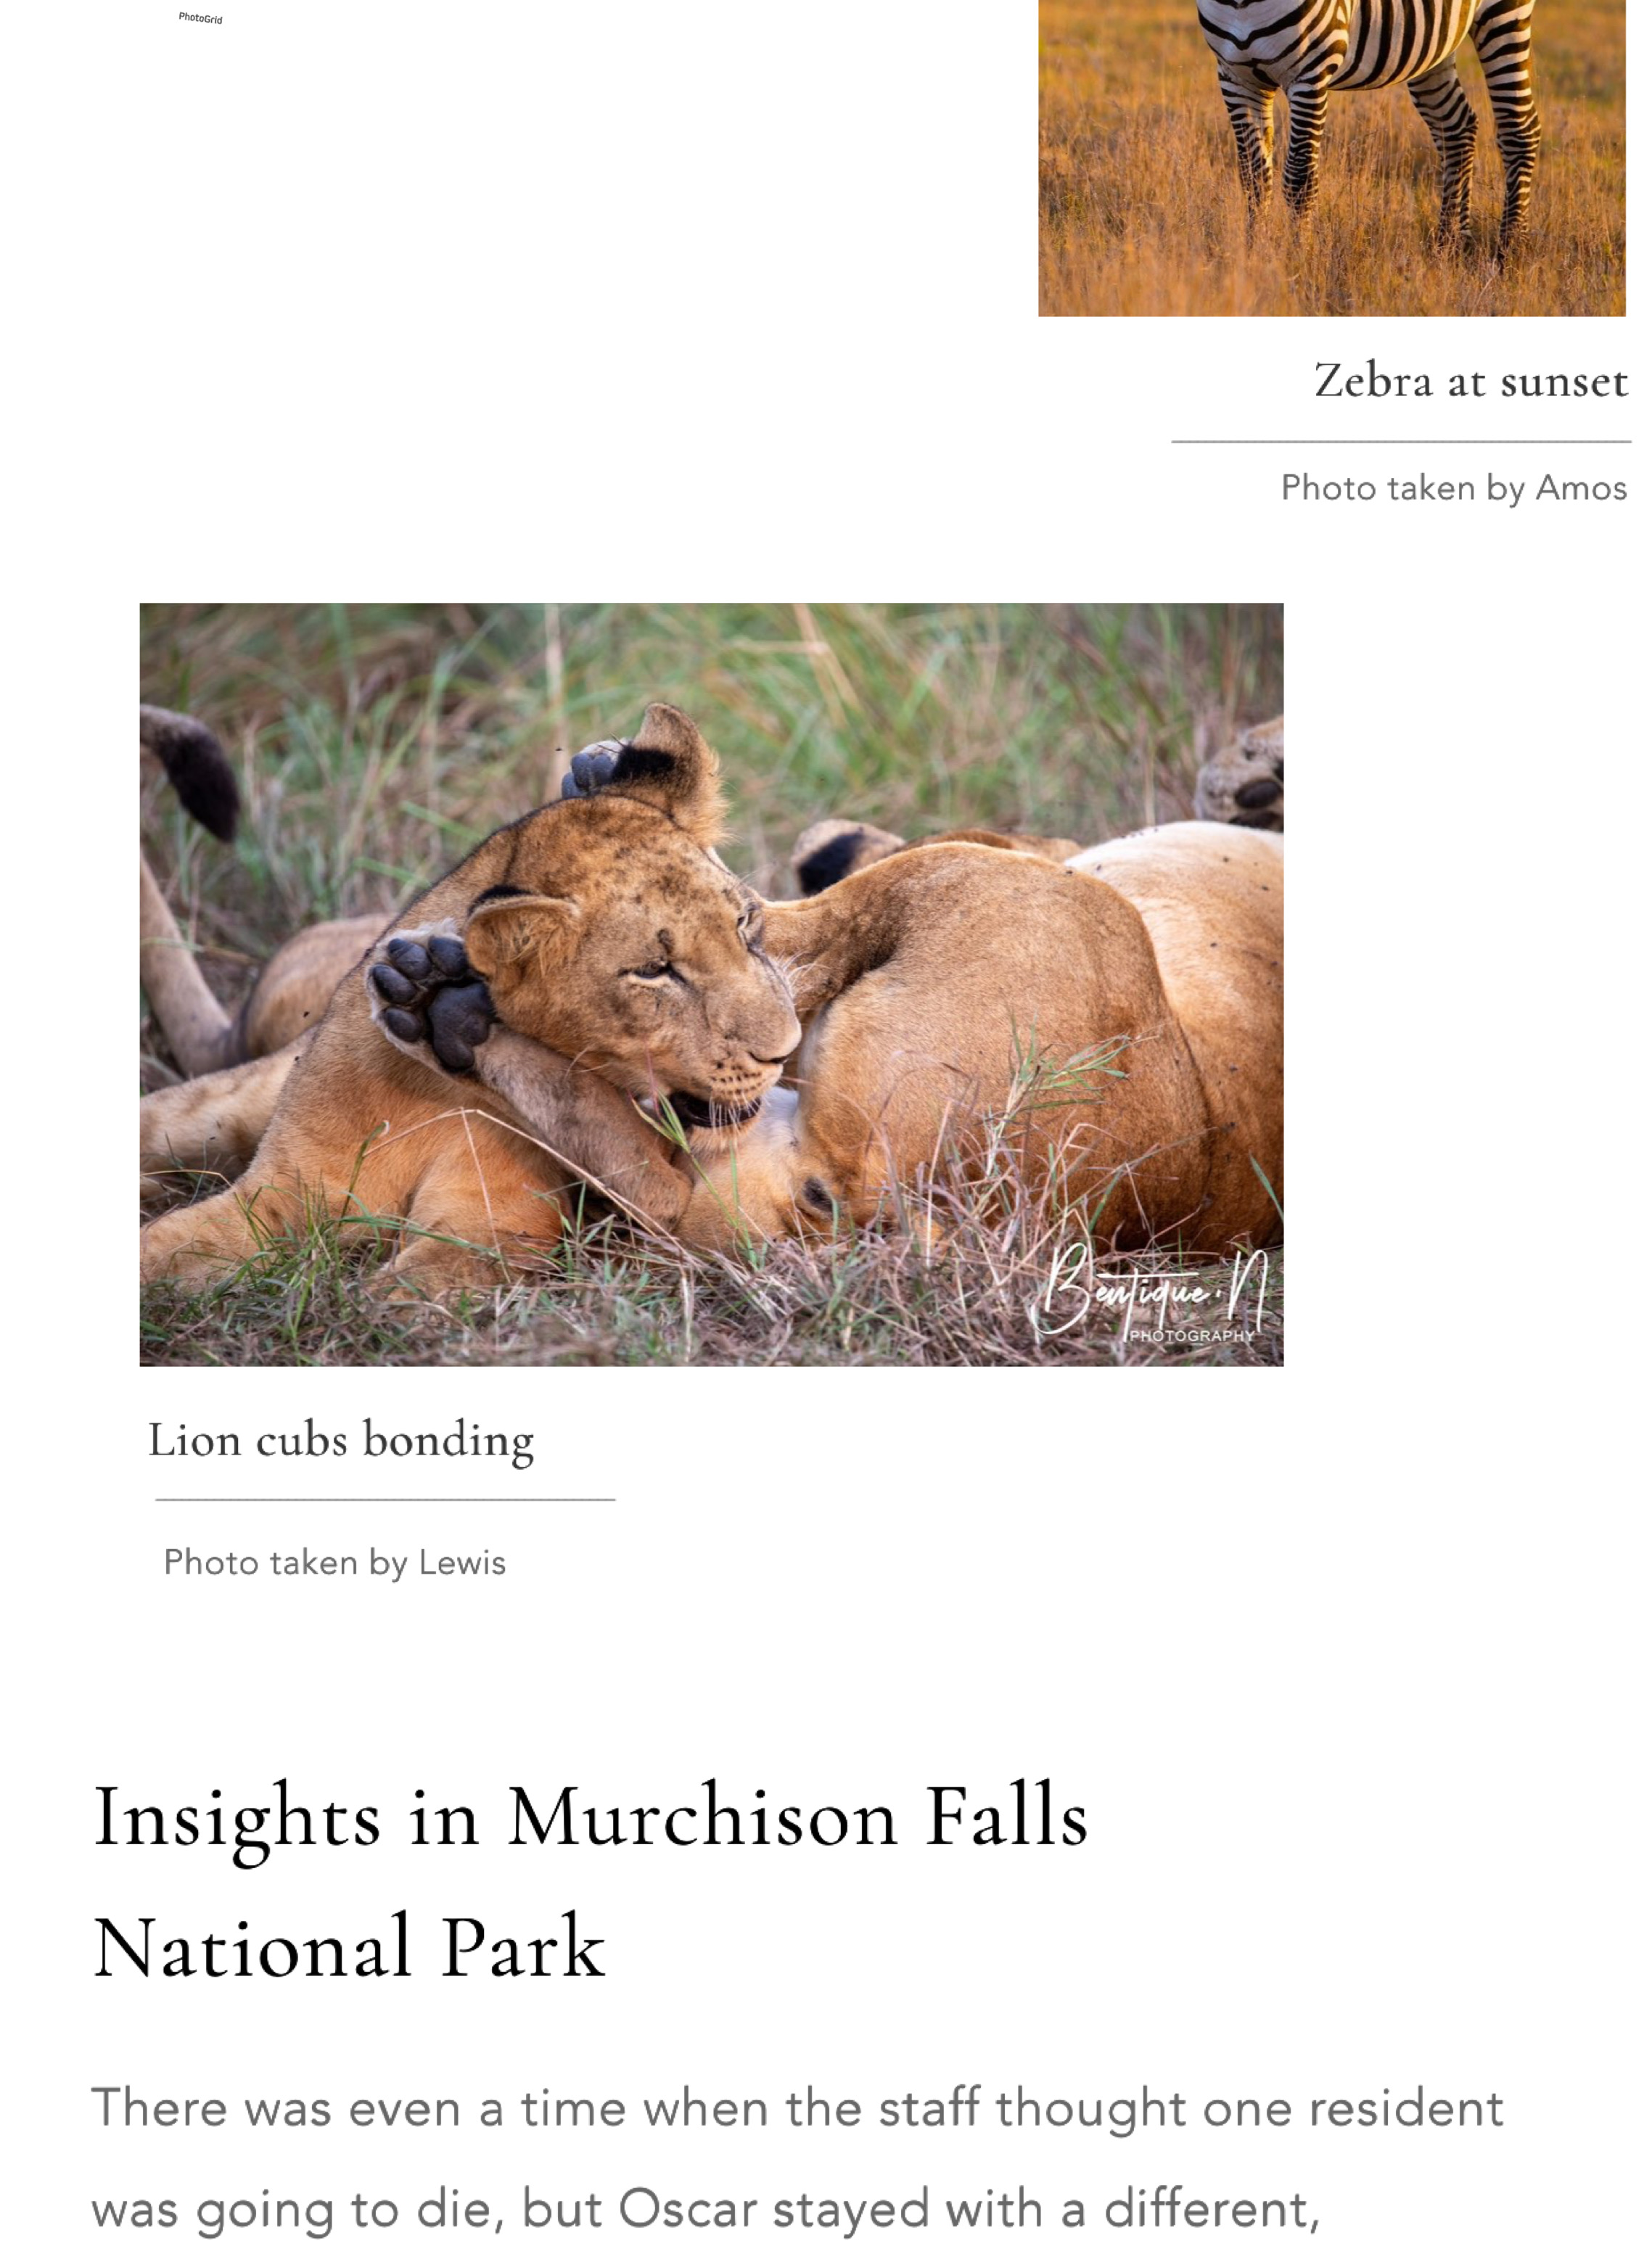 PhotoGrid
Zebra at sunset
Photo taken by Amos
Bentique.N
PHOTOGRAPHY
Lion cubs bonding
Photo taken by Lewis
Insights in Murchison Falls
National Park
There was even a time when the staff thought one resident
was going to die, but Oscar stayed with a different,